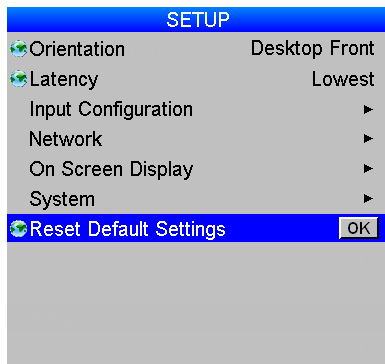 SETUP
Orientation Desktop Front
Latency Lowest
Input Configuration
Network
On Screen Display
System
Reset Default Settings OK